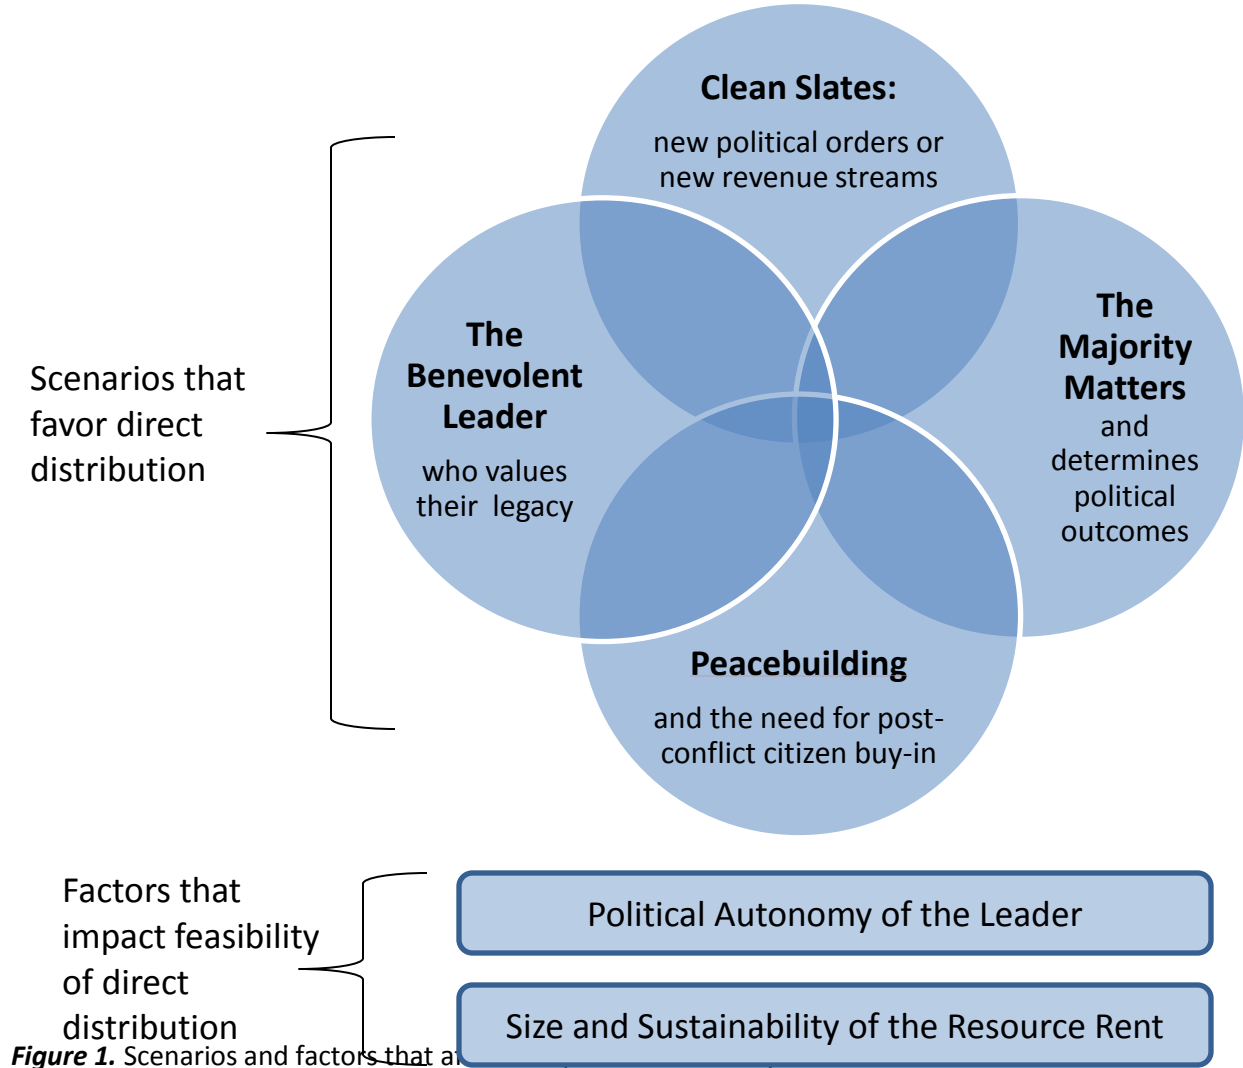 Clean Slates:
new political orders or
new revenue streams
Scenarios that
favor direct
distribution
The
Benevolent
Leader
who values
their legacy
The
Majority
Matters
and
determines
political
outcomes
Peacebuilding
and the need for post-
conflict citizen buy-in
Factors that
impact feasibility
of direct
distribution
Political Autonomy of the Leader
Size and Sustainability of the Resource Rent
Figure 1. Scenarios and factors that